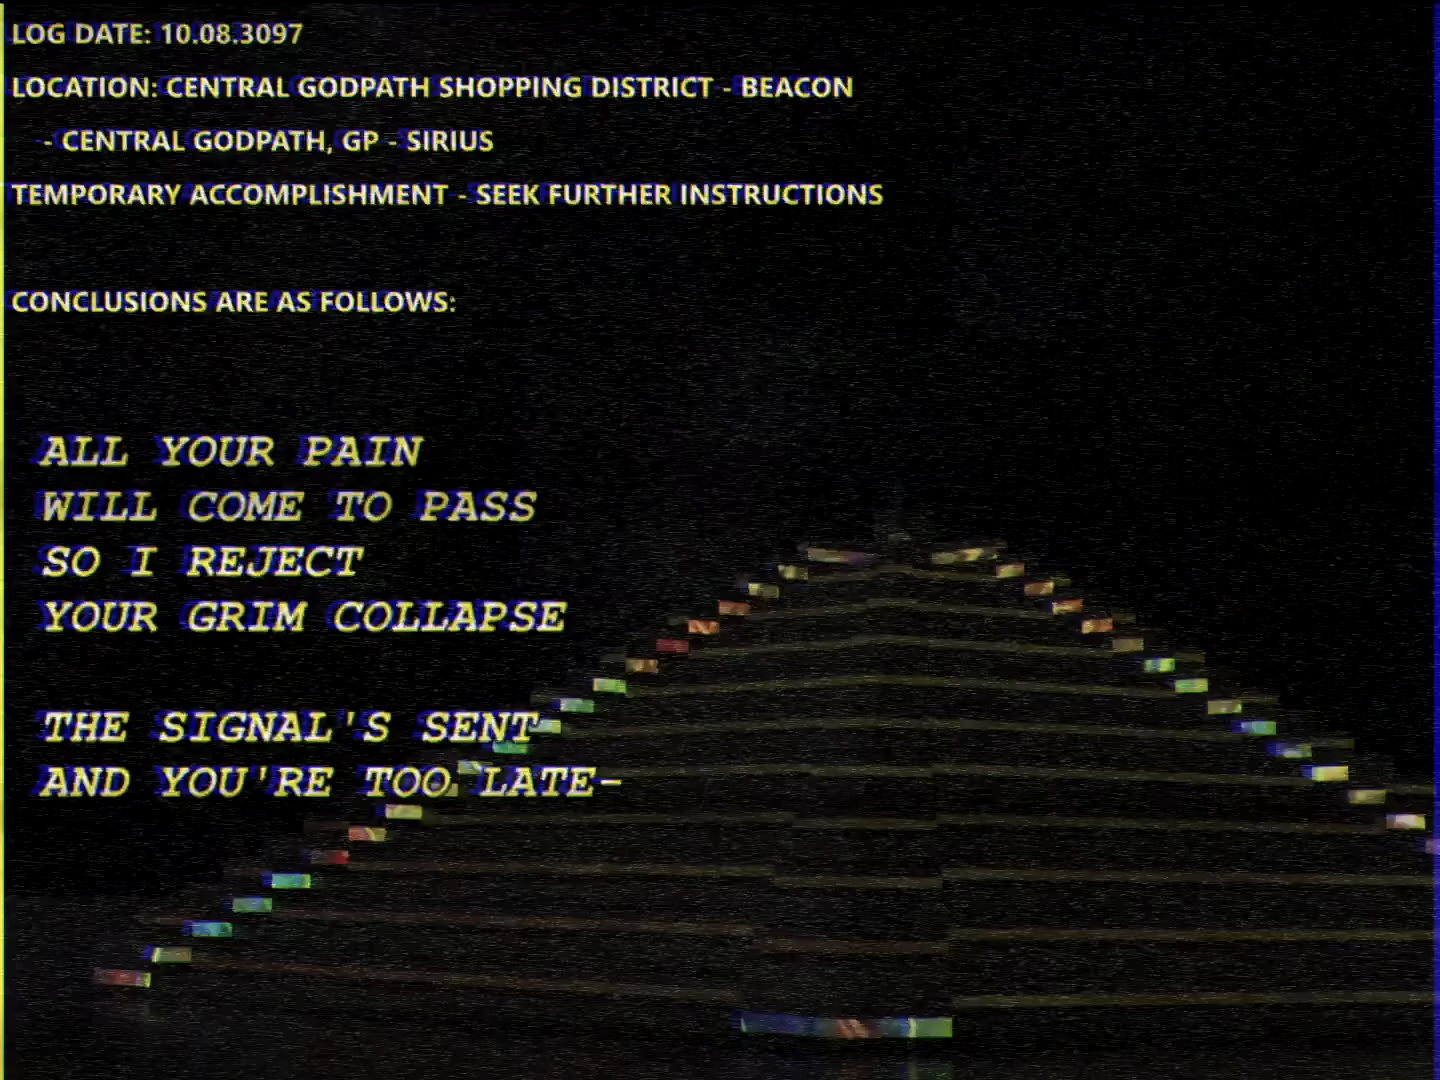 LOG DATE: 10.08.3097
LOCATION: CENTRAL GODPATH SHOPPING DISTRICT - BEACON
- CENTRAL GODPATH, GP - SIRIUS
TEMPORARY ACCOMPLISHMENT - SEEK FURTHER INSTRUCTIONS
CONCLUSIONS ARE AS FOLLOWS:
ALL YOUR PAIN
WILL COME TO PASS
SO I REJECT
YOUR GRIM COLLAPSE
THE SIGNAL'S SENT
AND YOU'RE TOO LATE-